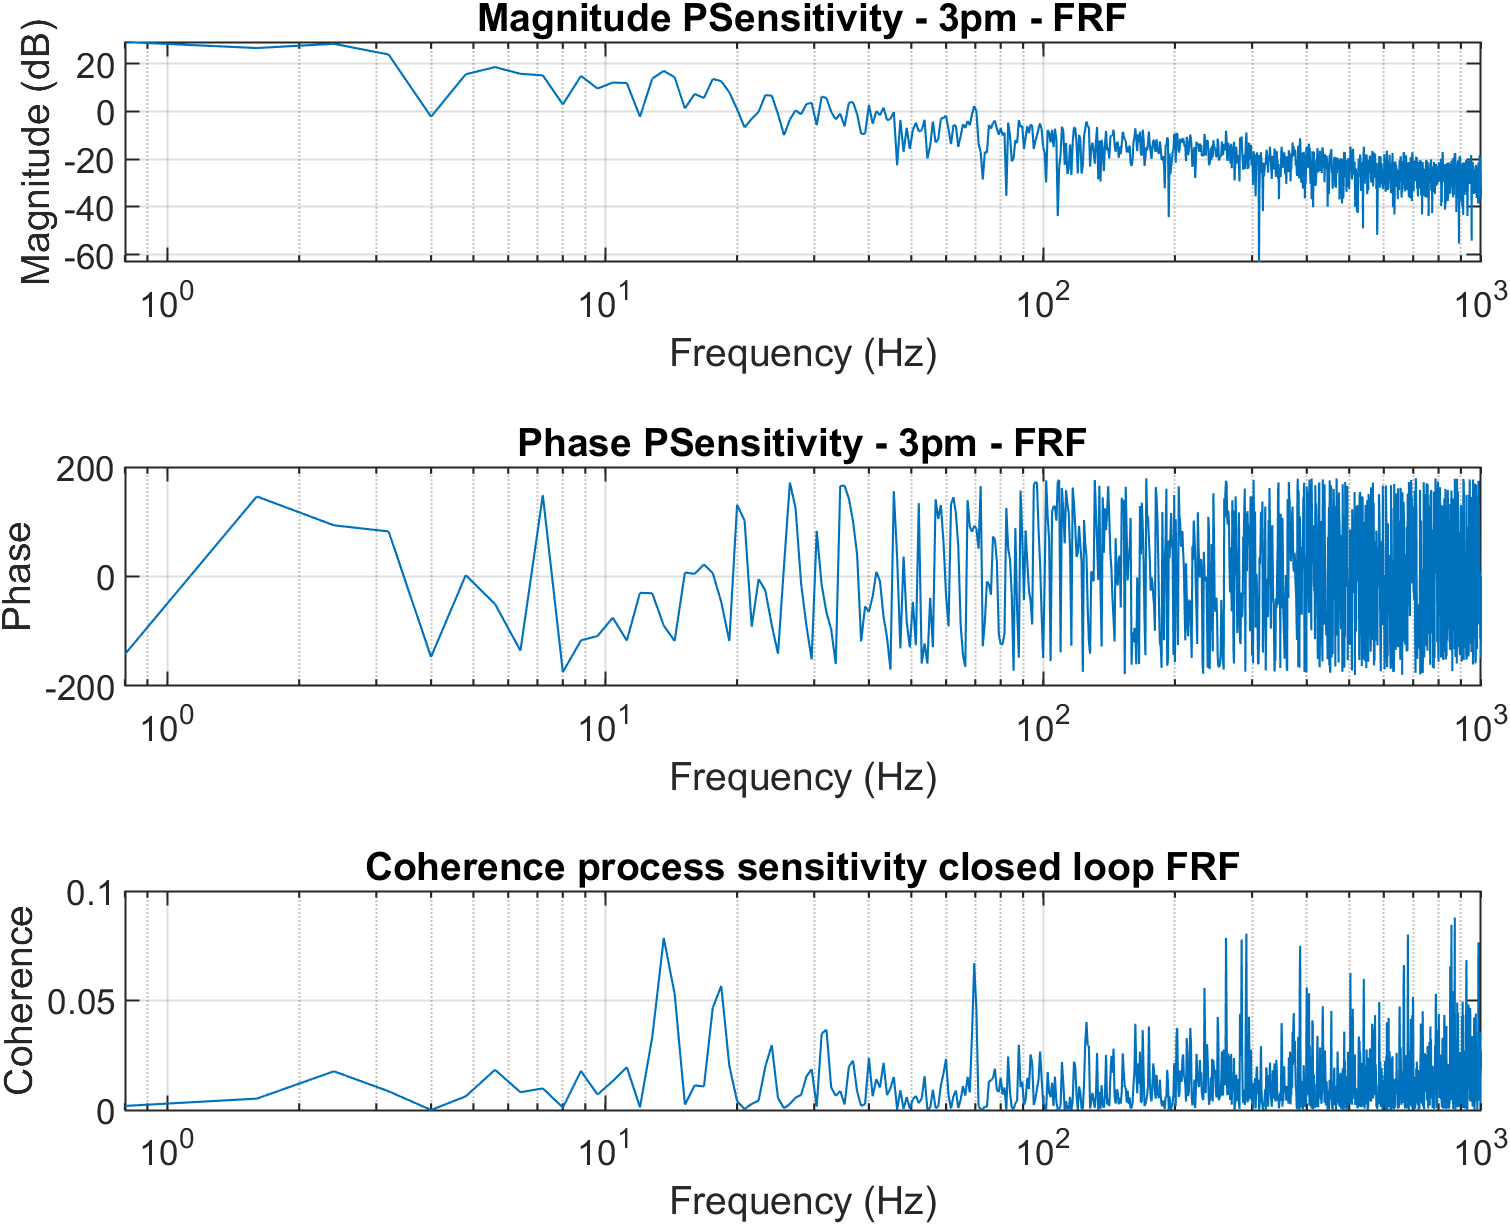 Magnitude PSensitivity - 3pm - FRF
Magnitude (dB)
20
0
-20
-40
-60
10^0
10^1
10^2
10^3
Frequency (Hz)
Phase PSensitivity - 3pm - FRF
Phase
200
0
-200
10^0
10^1
10^2
10^3
Frequency (Hz)
Coherence process sensitivity closed loop FRF
Coherence
0.1
0.05
0
10^0
10^1
10^2
10^3
Frequency (Hz)